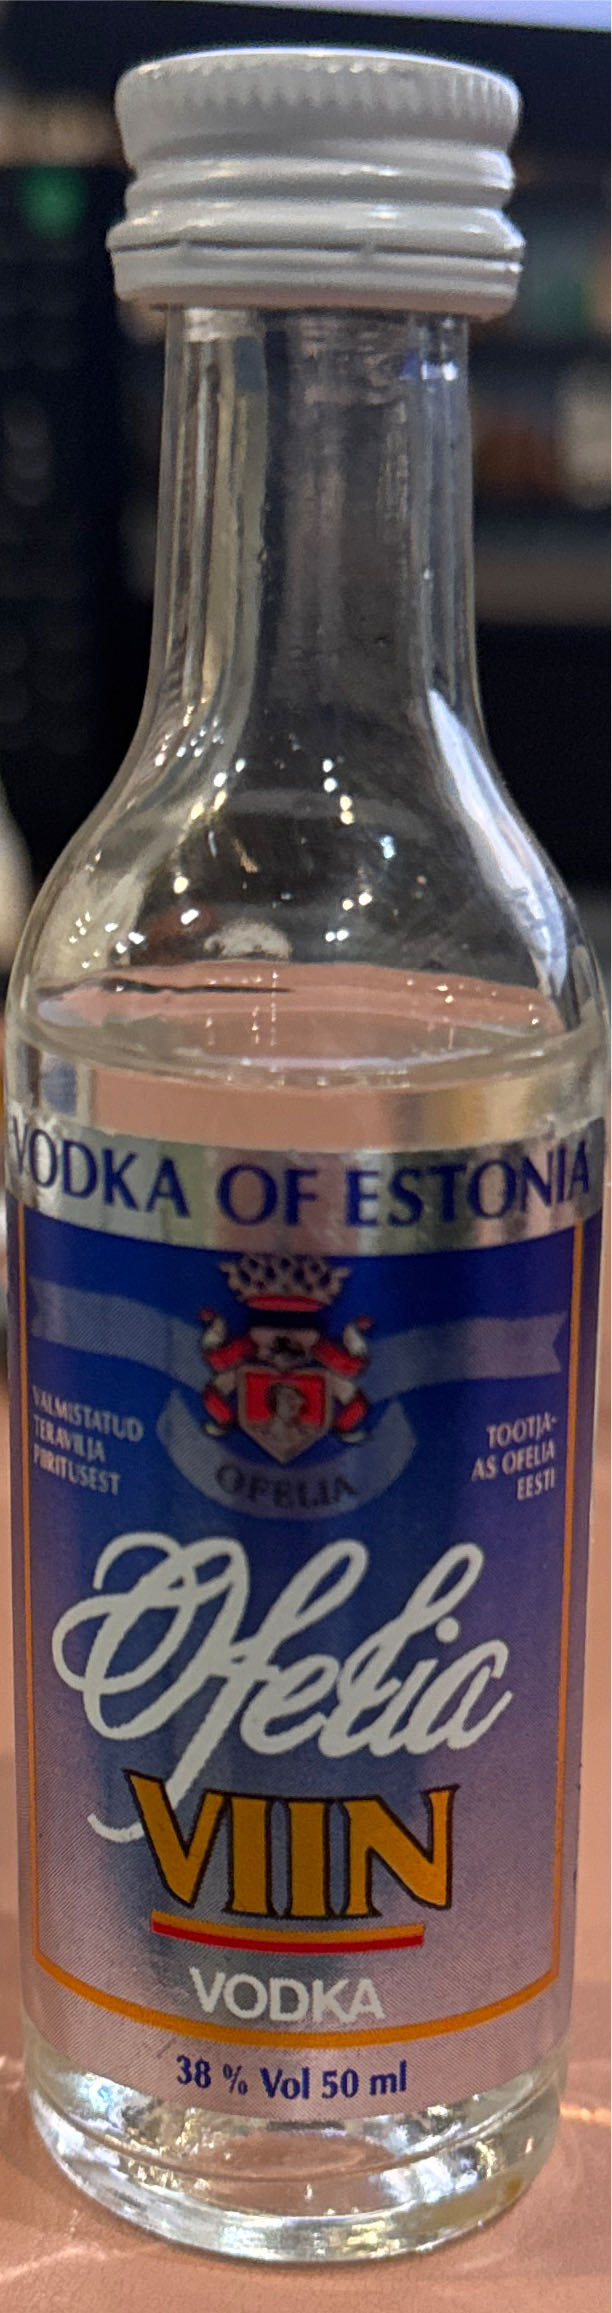 VODKA OF ESTONIA
VALMISTATUD
TERAVILJA
PIIRITUSEST
TOOTJA-
AS OFELIA
EESTI
OFELIA
Ofelia
VIIN
VODKA
38 % Vol 50 ml